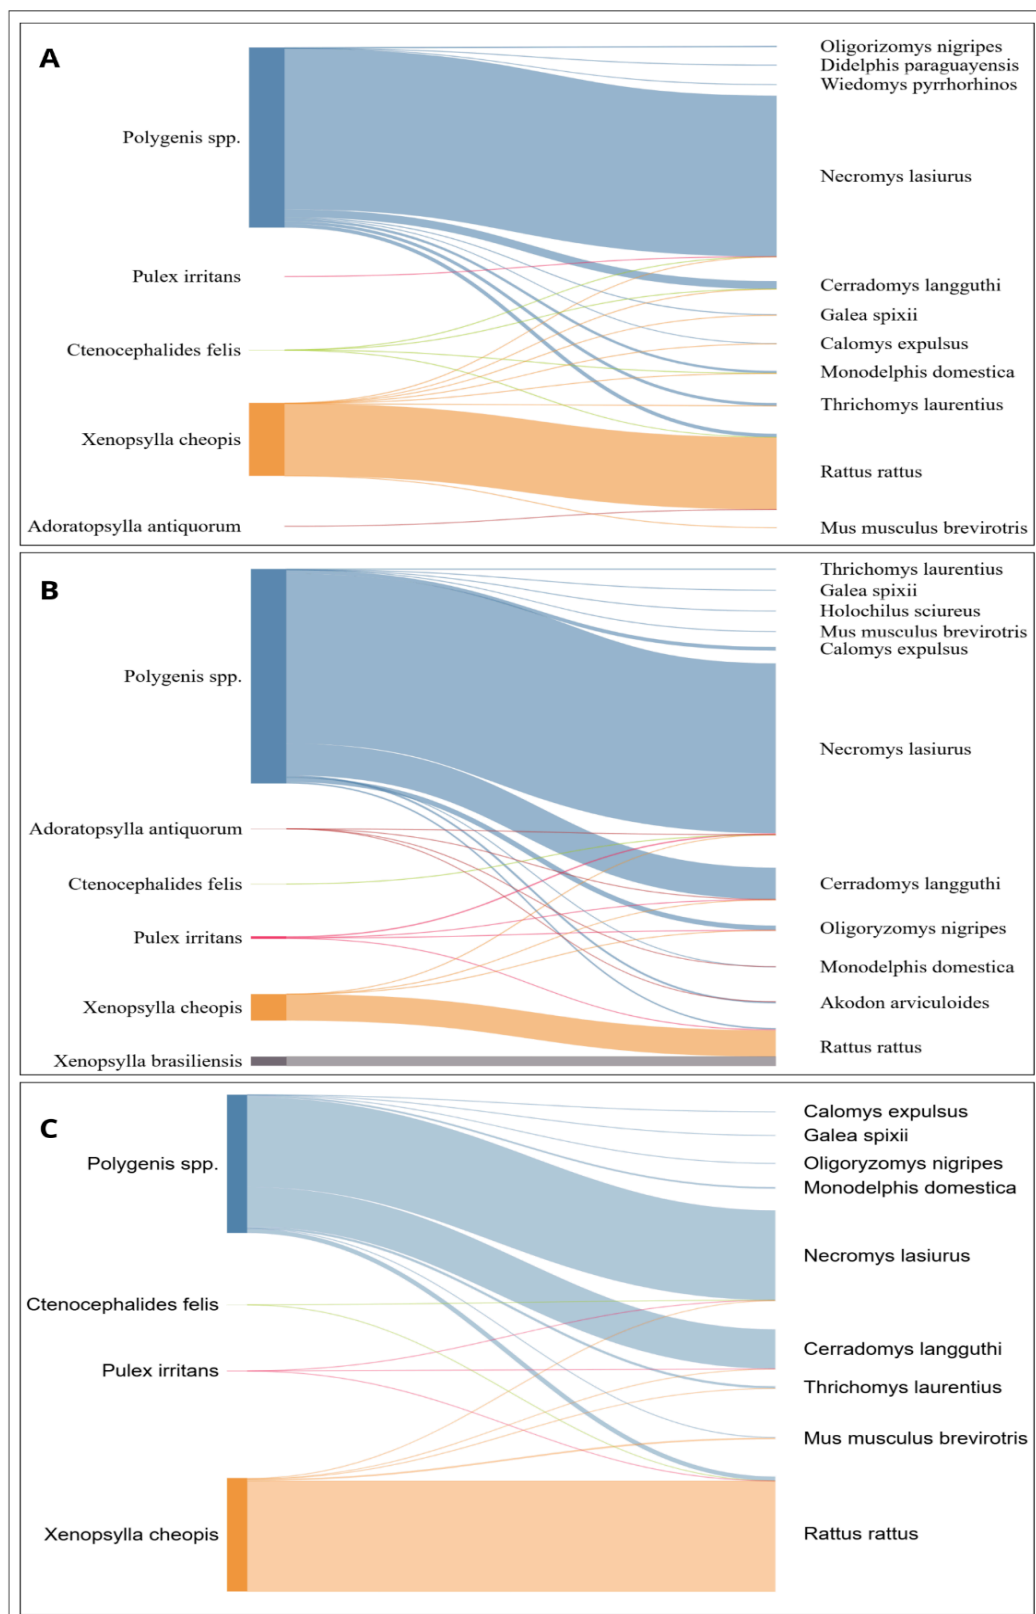 A
Oligorizomys nigripes
Didelphis paraguayensis
Wiedomys pyrrhorhinos
Polygenis spp.
Necromys lasiurus
Pulex irritans
Cerradomys langguthi
Galea spixii
Ctenocephalides felis
Calomys expulsus
Monodelphis domestica
Thrichomys laurentius
Xenopsylla cheopis
Rattus rattus
Adoratopsylla antiquorum
Mus musculus brevirotris
B
Thrichomys laurentius
Galea spixii
Holochilus sciureus
Mus musculus brevirotris
Calomys expulsus
Polygenis spp.
Necromys lasiurus
Adoratopsylla antiquorum
Ctenocephalides felis
Cerradomys langguthi
Pulex irritans
Oligoryzomys nigripes
Monodelphis domestica
Xenopsylla cheopis
Akodon arviculoides
Rattus rattus
Xenopsylla brasiliensis
C
Calomys expulsus
Galea spixii
Polygenis spp.
Oligoryzomys nigripes
Monodelphis domestica
Necromys lasiurus
Ctenocephalides felis
Cerradomys langguthi
Pulex irritans
Thrichomys laurentius
Mus musculus brevirotris
Xenopsylla cheopis
Rattus rattus